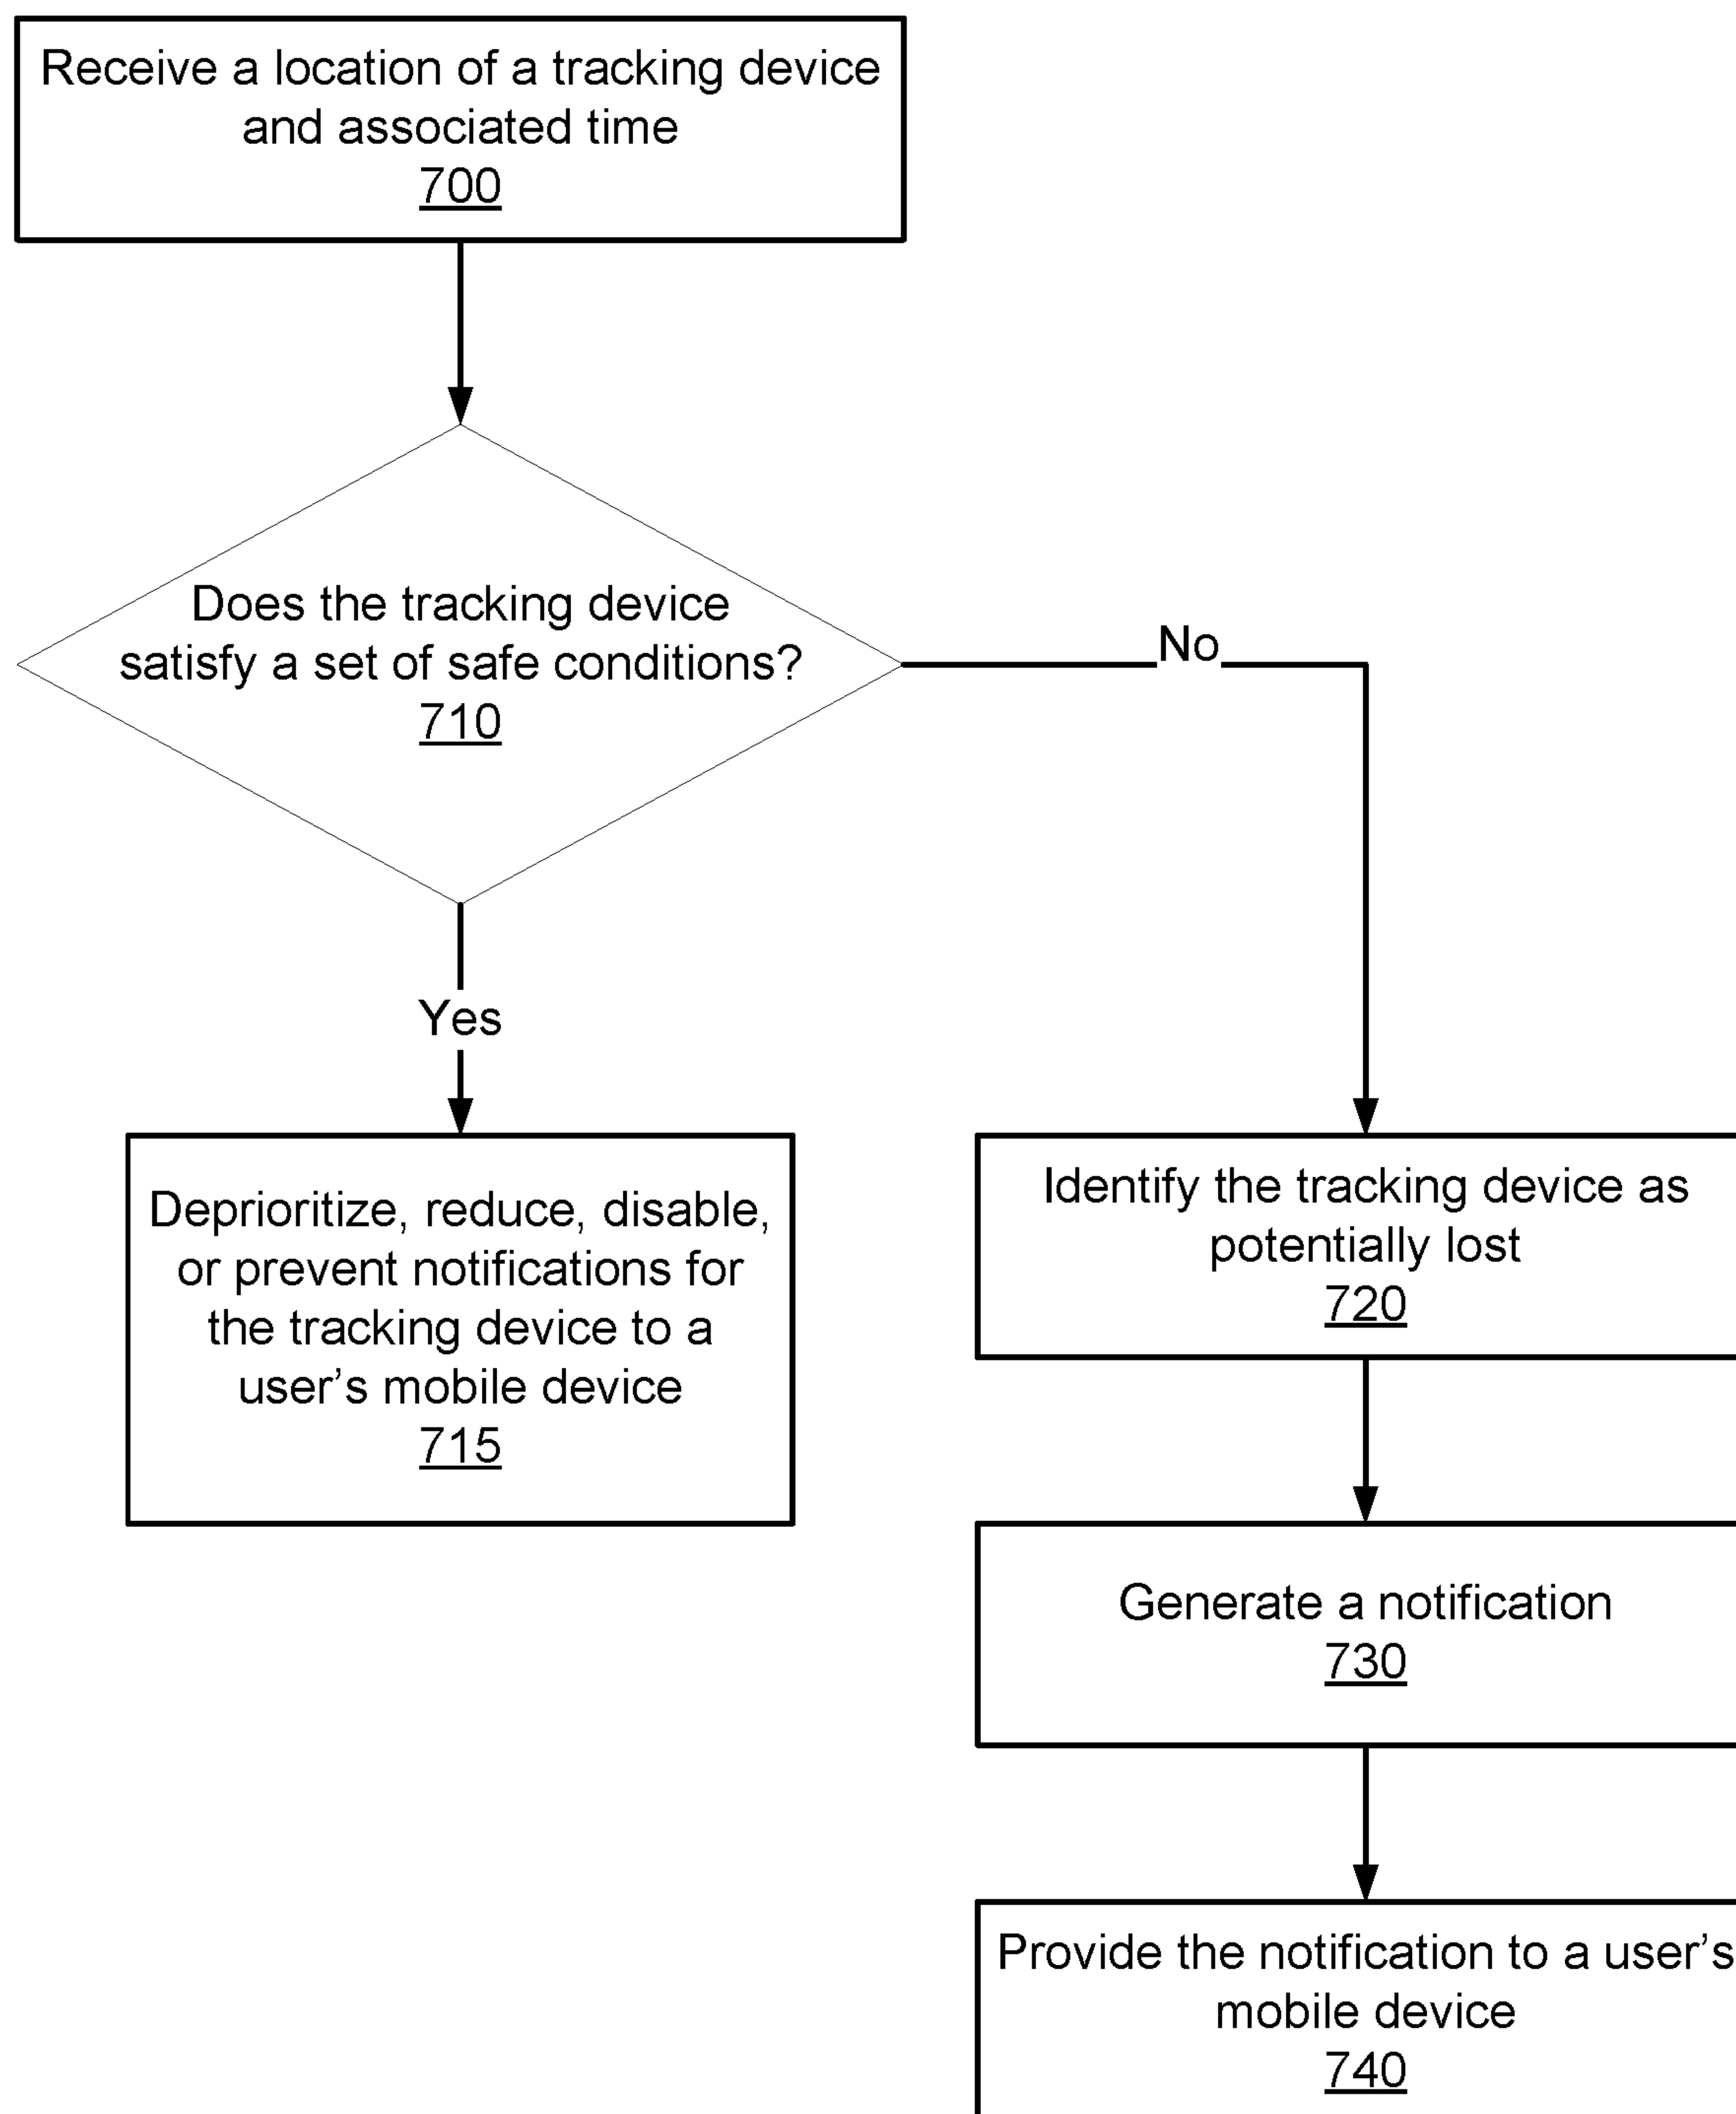 Receive a location of a tracking device
and associated time
700
Does the tracking device
satisfy a set of safe conditions?
710
No
Yes
Deprioritize, reduce, disable,
or prevent notifications for
the tracking device to a
user's mobile device
715
Identify the tracking device as
potentially lost
720
Generate a notification
730
Provide the notification to a user's
mobile device
740